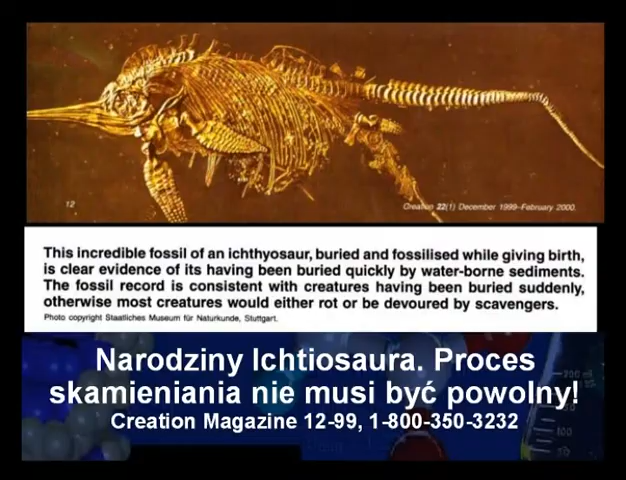 12
Creation 22(1) December 1999–February 2000.
This incredible fossil of an ichthyosaur, buried and fossilised while giving birth,
is clear evidence of its having been buried quickly by water-borne sediments.
The fossil record is consistent with creatures having been buried suddenly,
otherwise most creatures would either rot or be devoured by scavengers.
Photo copyright Staatliches Museum für Naturkunde, Stuttgart.
Narodziny Ichtiosaura. Proces
skamieniania nie musi być powolny!
Creation Magazine 12-99, 1-800-350-3232
200 ml
100